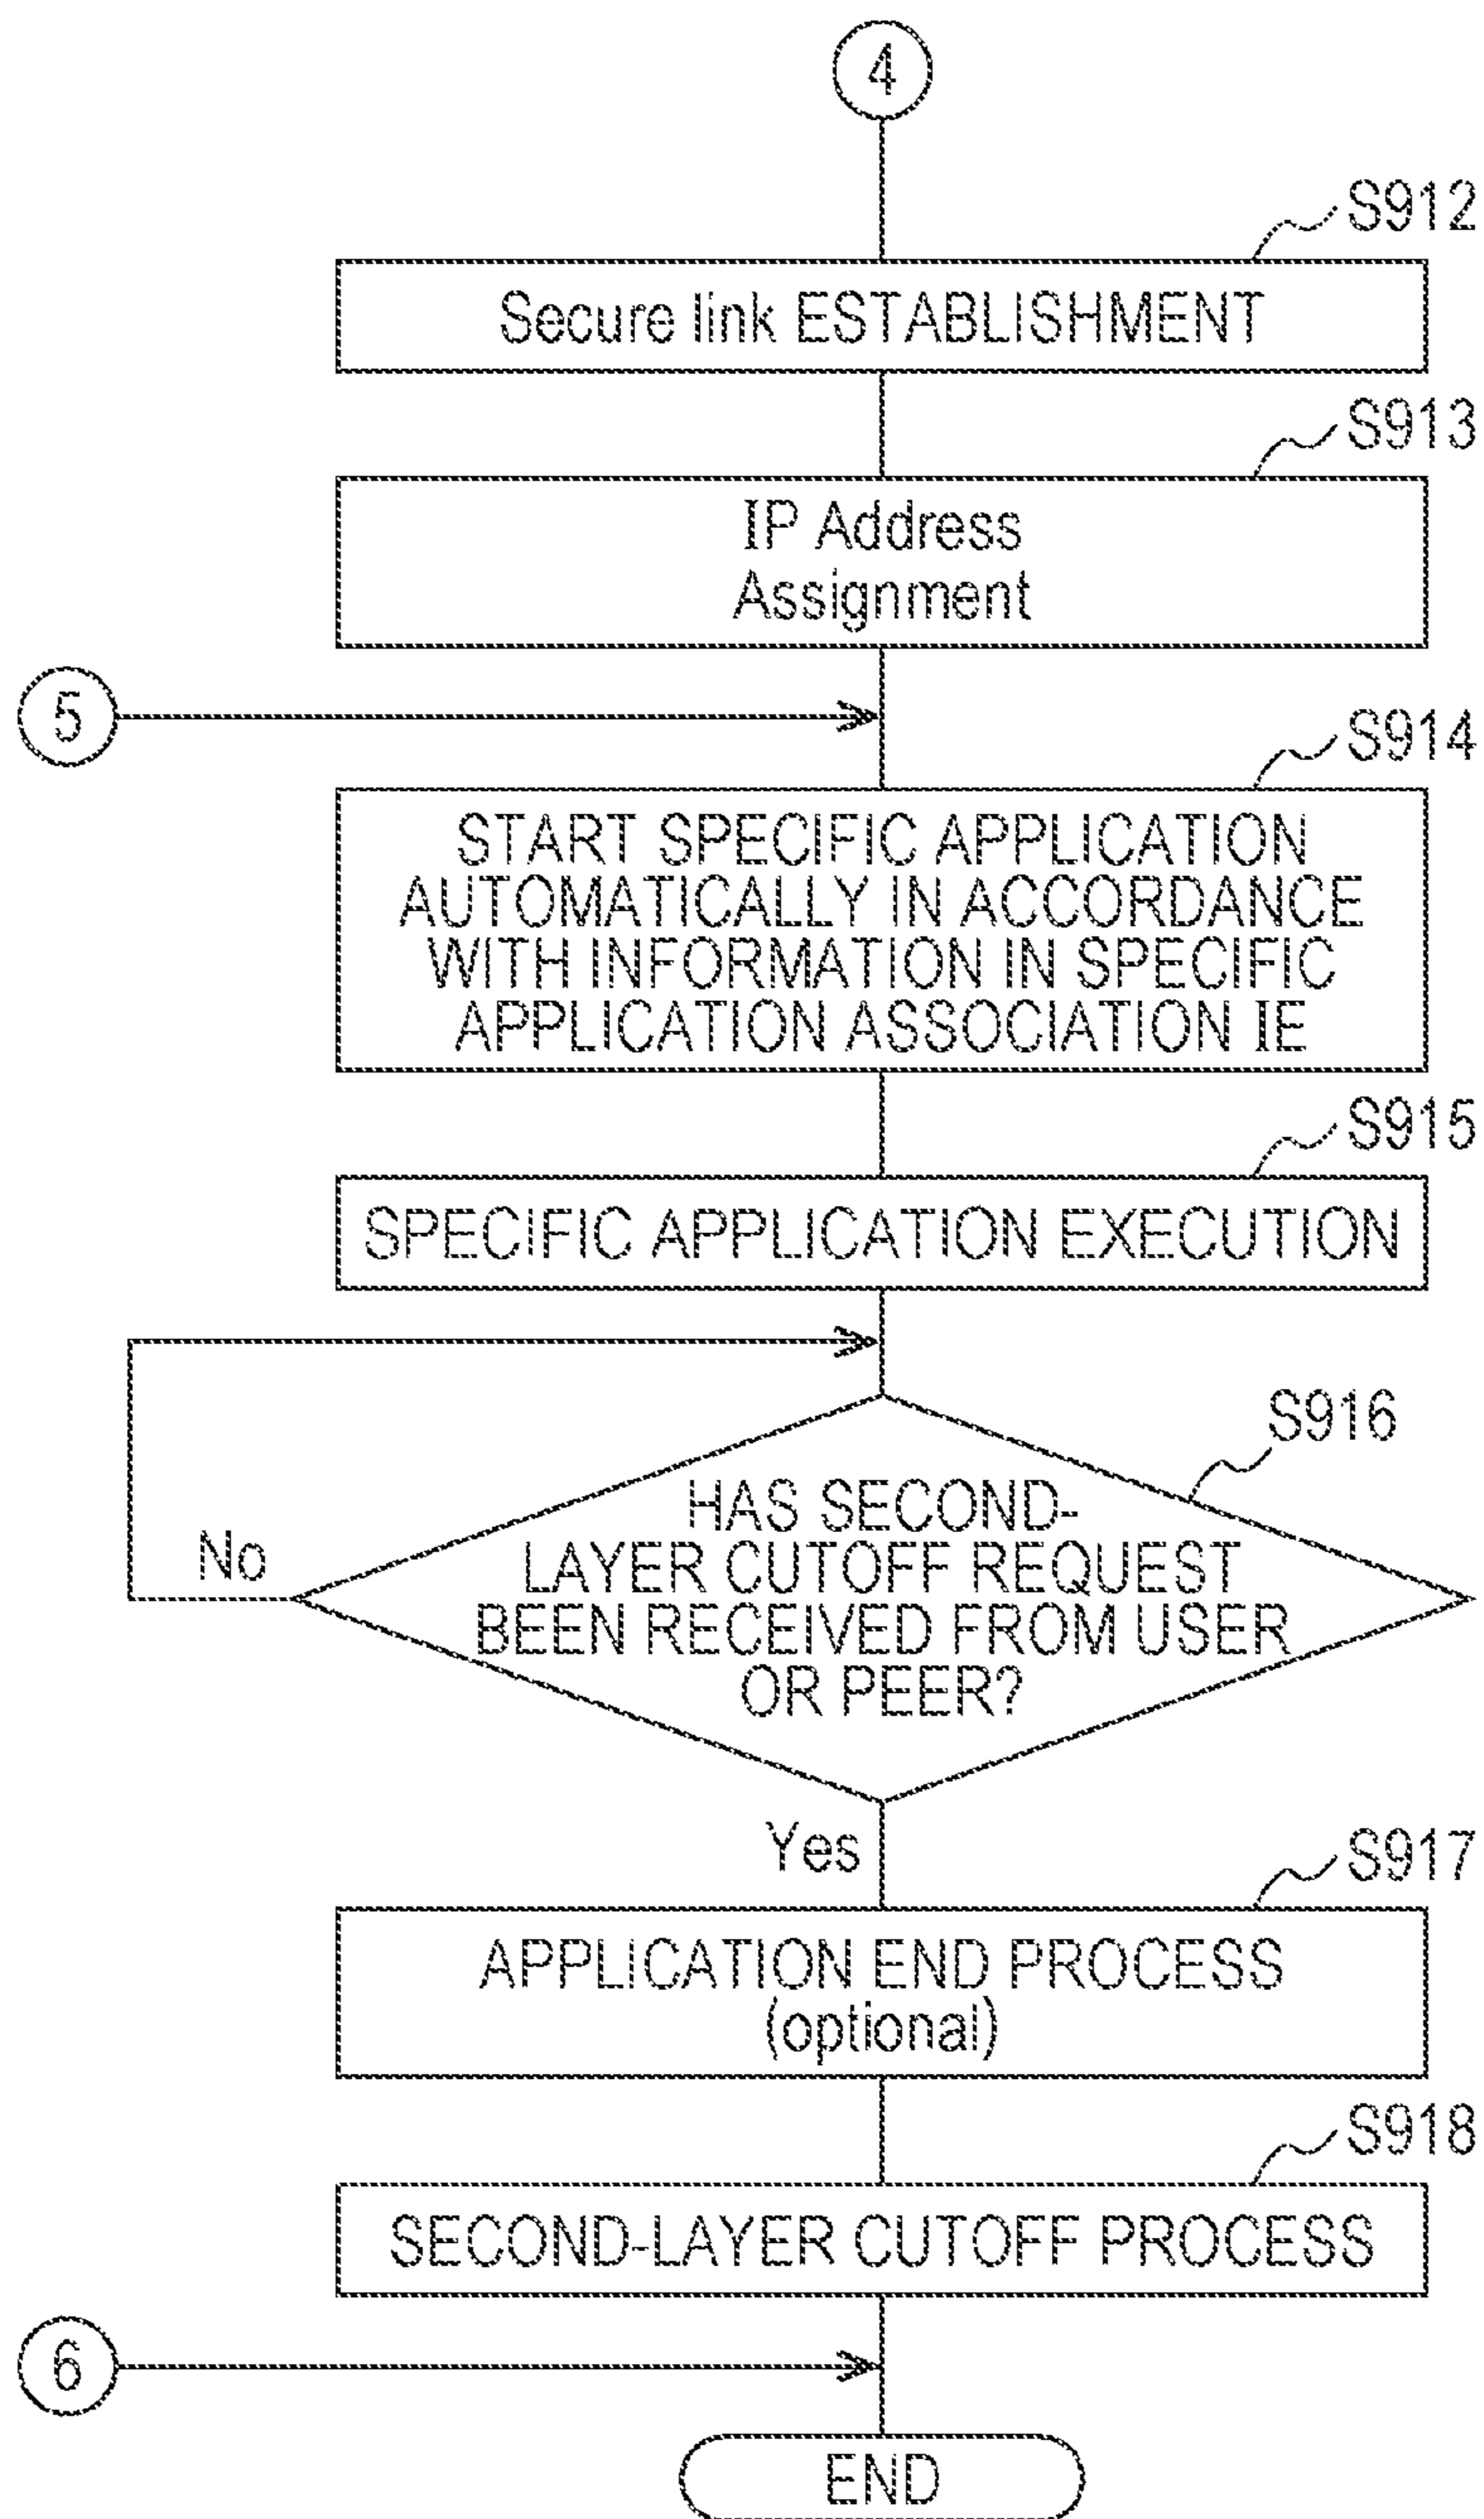 4
S912
Secure link ESTABLISHMENT
S913
IP Address
Assignment
5
S914
START SPECIFIC APPLICATION
AUTOMATICALLY IN ACCORDANCE
WITH INFORMATION IN SPECIFIC
APPLICATION ASSOCIATION IE
S915
SPECIFIC APPLICATION EXECUTION
S916
HAS SECOND-
LAYER CUTOFF REQUEST
BEEN RECEIVED FROM USER
OR PEER?
No
Yes
S917
APPLICATION END PROCESS
(optional)
S918
SECOND-LAYER CUTOFF PROCESS
6
END